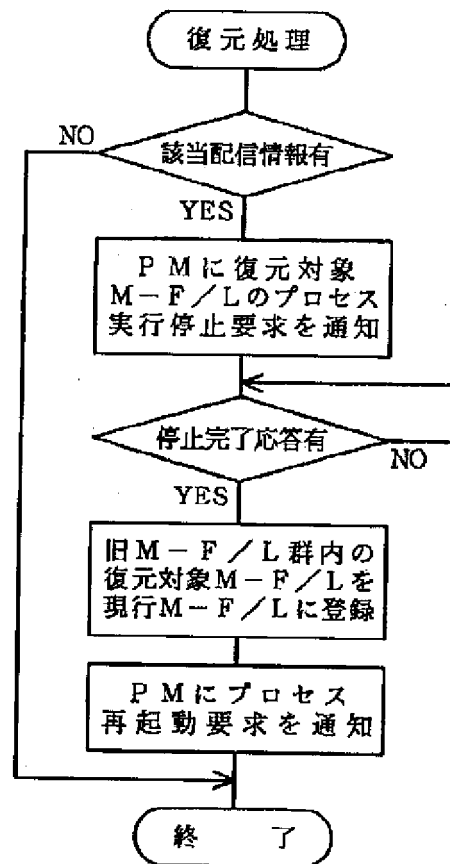 復元処理
NO
該当配信情報有
YES
PMに復元対象
M-F/Lのプロセス
実行停止要求を通知
停止完了応答有
NO
YES
旧M-F/L群内の
復元対象M-F/Lを
現行M-F/Lに登録
PMにプロセス
再起動要求を通知
終了